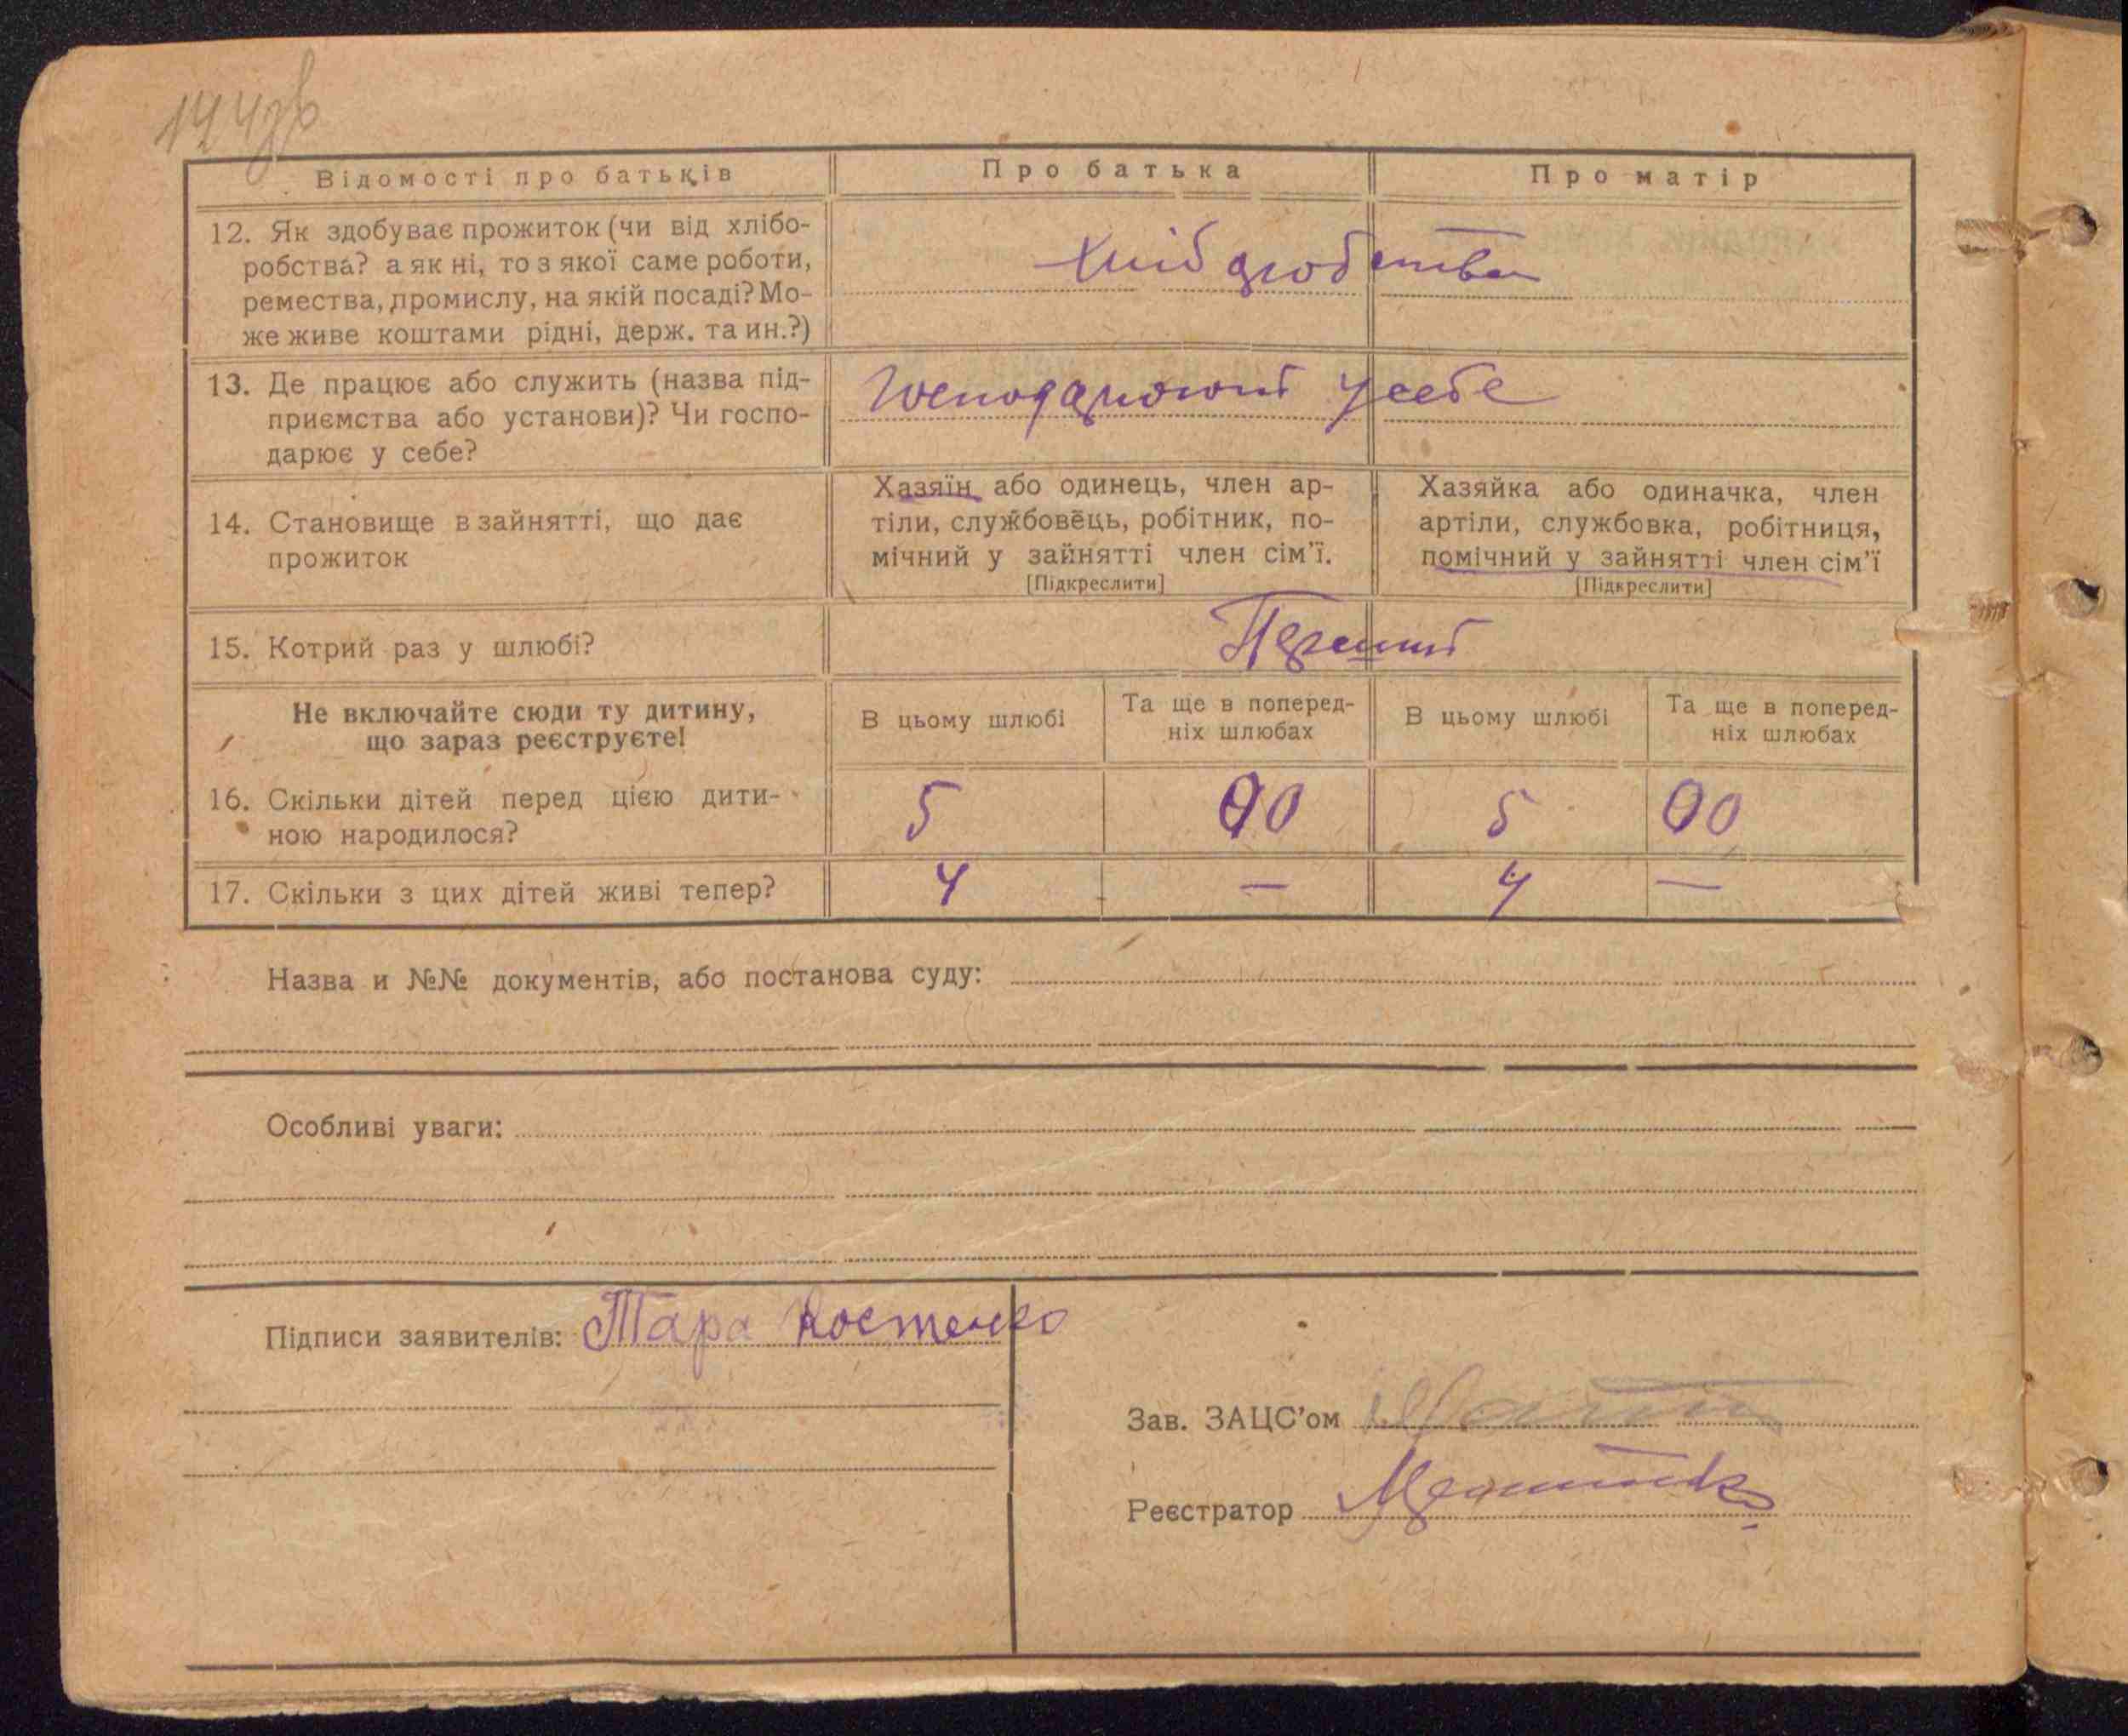 144зв
Відомості про батьків
Про батька
Про матір
12. Як здобуває прожиток (чи від хлібо-
робства? а як ні, то з якої саме роботи,
ремества, промислу, на якій посаді? Мо-
же живе коштами рідні, держ. та ин.?)
Хліборобства
13. Де працює або служить (назва під-
приємства або установи)? Чи госпо-
дарює у себе?
Господарюють у себе
14. Становище в зайнятті, що дає
прожиток
Хазяїн або одинець, член ар-
тіли, службовець, робітник, по-
мічний у зайнятті член сім'ї.
[Підкреслити]
Хазяйка або одиначка, член
артіли, службовка, робітниця,
помічний у зайнятті член сім'ї
[Підкреслити]
15. Котрий раз у шлюбі?
Перший
Не включайте сюди ту дитину,
що зараз реєструєте!
В цьому шлюбі
Та ще в поперед-
ніх шлюбах
В цьому шлюбі
Та ще в поперед-
ніх шлюбах
16. Скільки дітей перед цією дити-
ною народилося?
5 00 5 00
17. Скільки з цих дітей живі тепер?
4 — 4 —
Назва и №№ документів, або постанова суду:
Особливі уваги:
Підписи заявителів: Тара Костенко
Зав. ЗАЦС'ом
Реєстратор